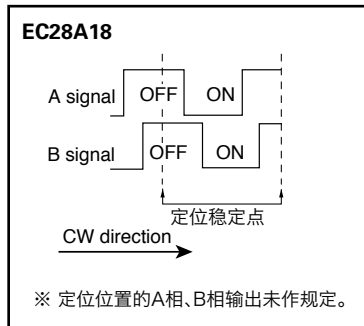 EC28A18
A signal OFF ON
B signal OFF ON
定位稳定点
CW direction
※ 定位位置的A相、B相输出未作规定。